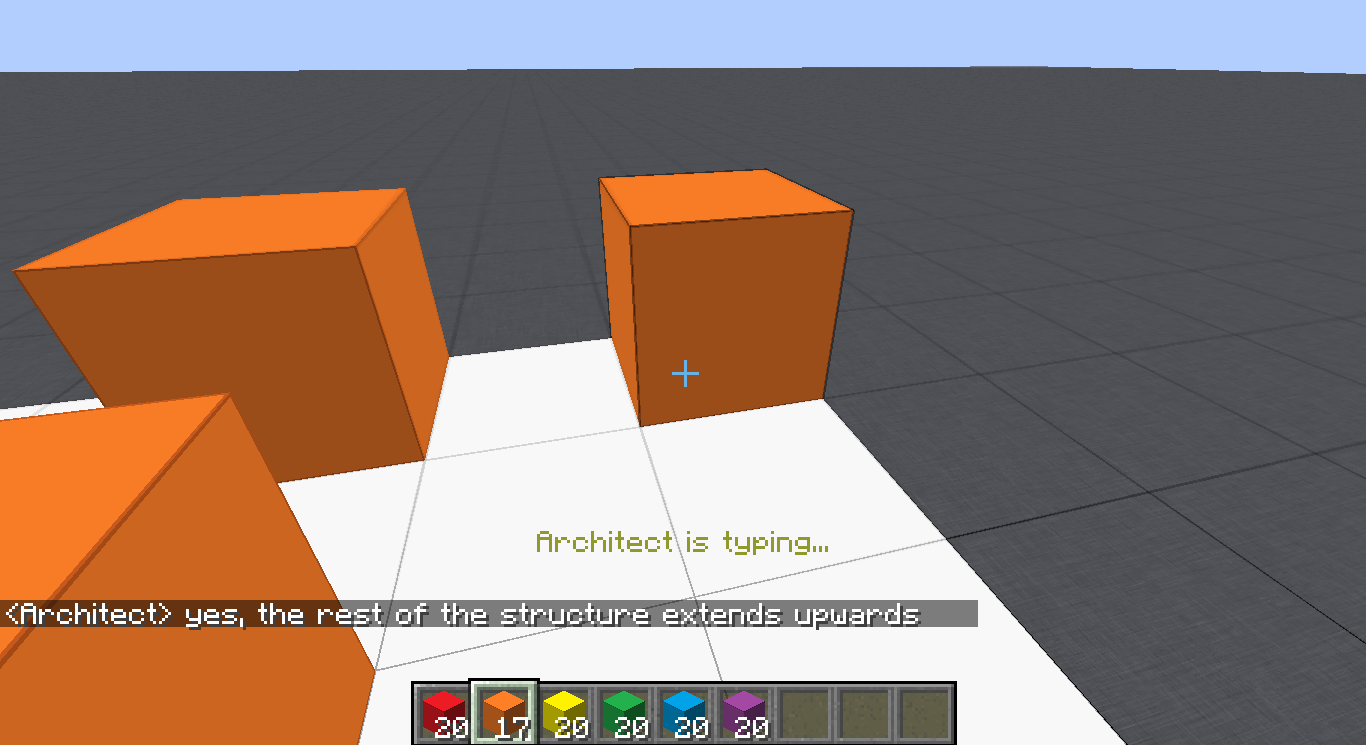 Architect is typing...
<Architect> yes, the rest of the structure extends upwards
20 17 20 20 20 20